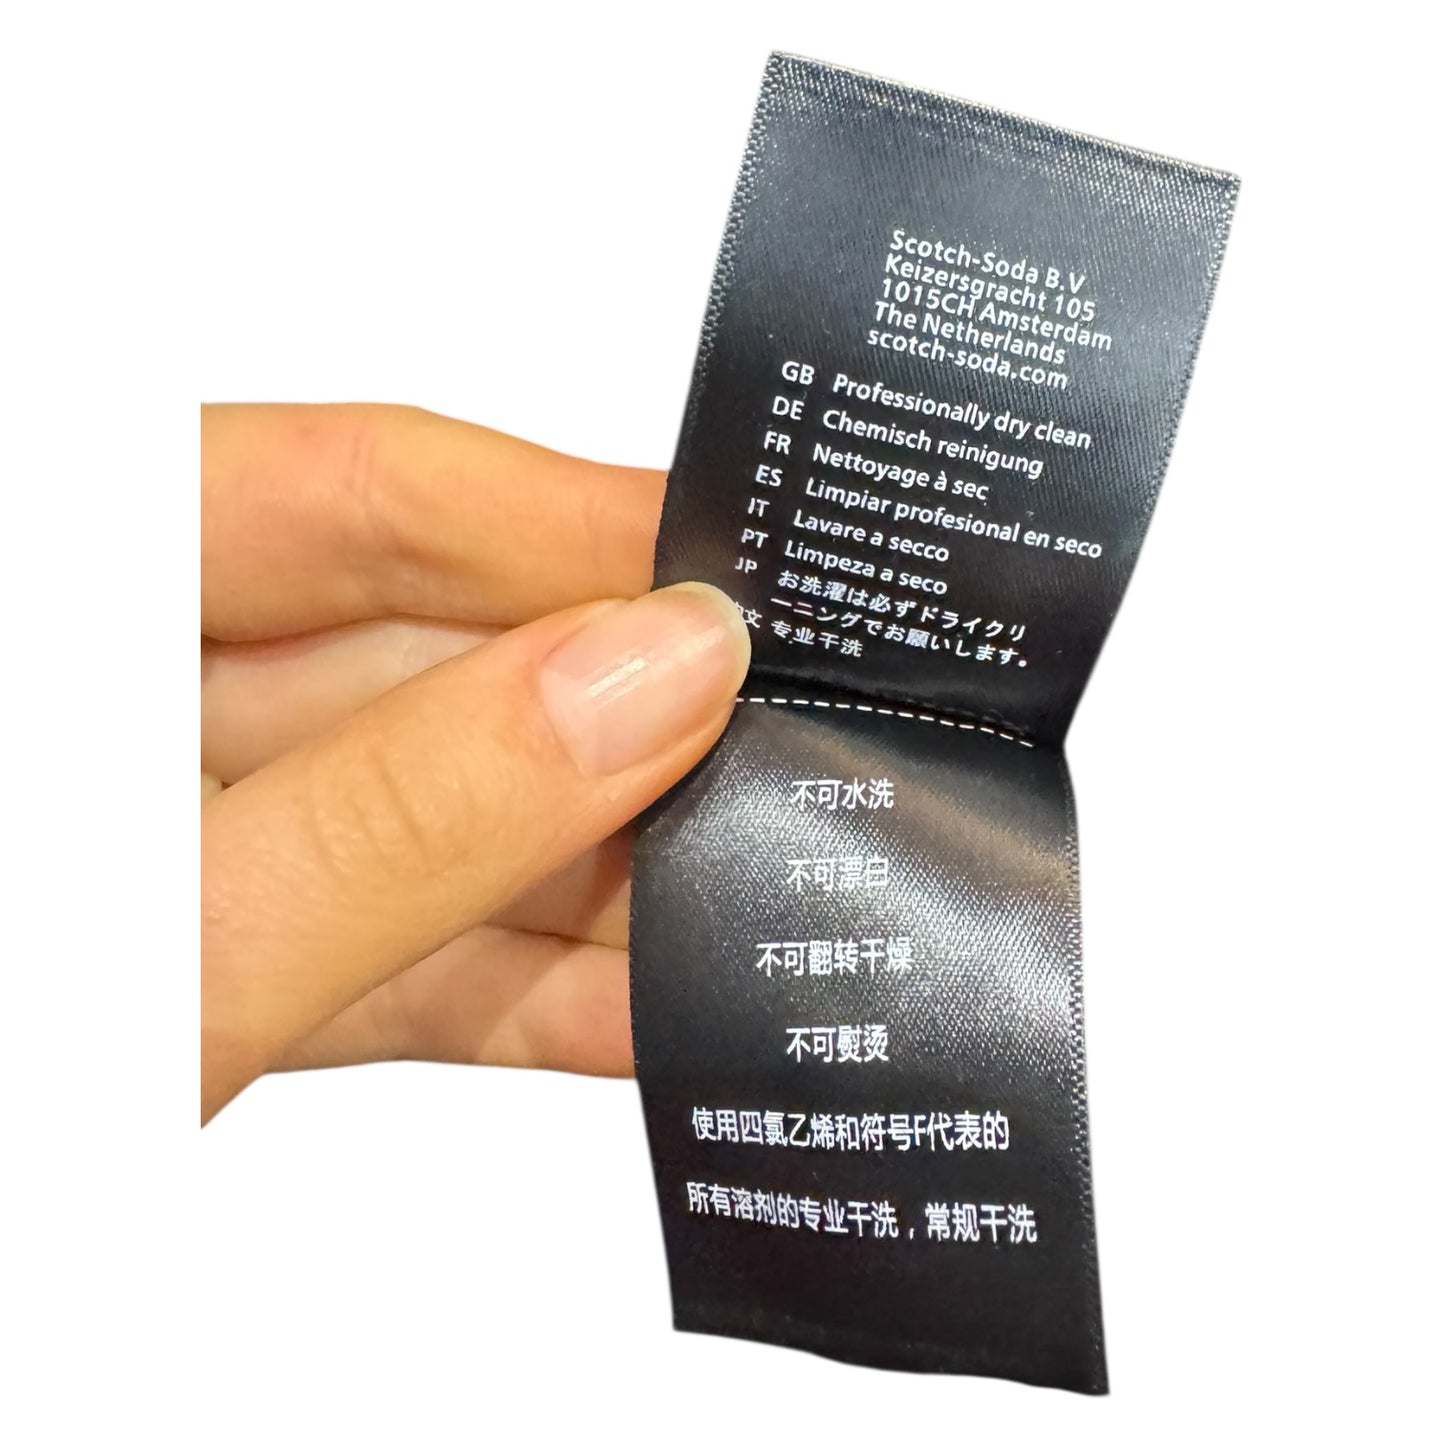 Scotch-Soda B.V
Keizersgracht 105
1015CH Amsterdam
The Netherlands
scotch-soda.com
GB Professionally dry clean
DE Chemisch reinigung
FR Nettoyage à sec
ES Limpiar profesional en seco
IT Lavare a secco
PT Limpeza a seco
JP お洗濯は必ずドライクリ
ーニングでお願いします。
中文 专业干洗
不可水洗
不可漂白
不可翻转干燥
不可熨烫
使用四氯乙烯和符号F代表的
所有溶剂的专业干洗，常规干洗